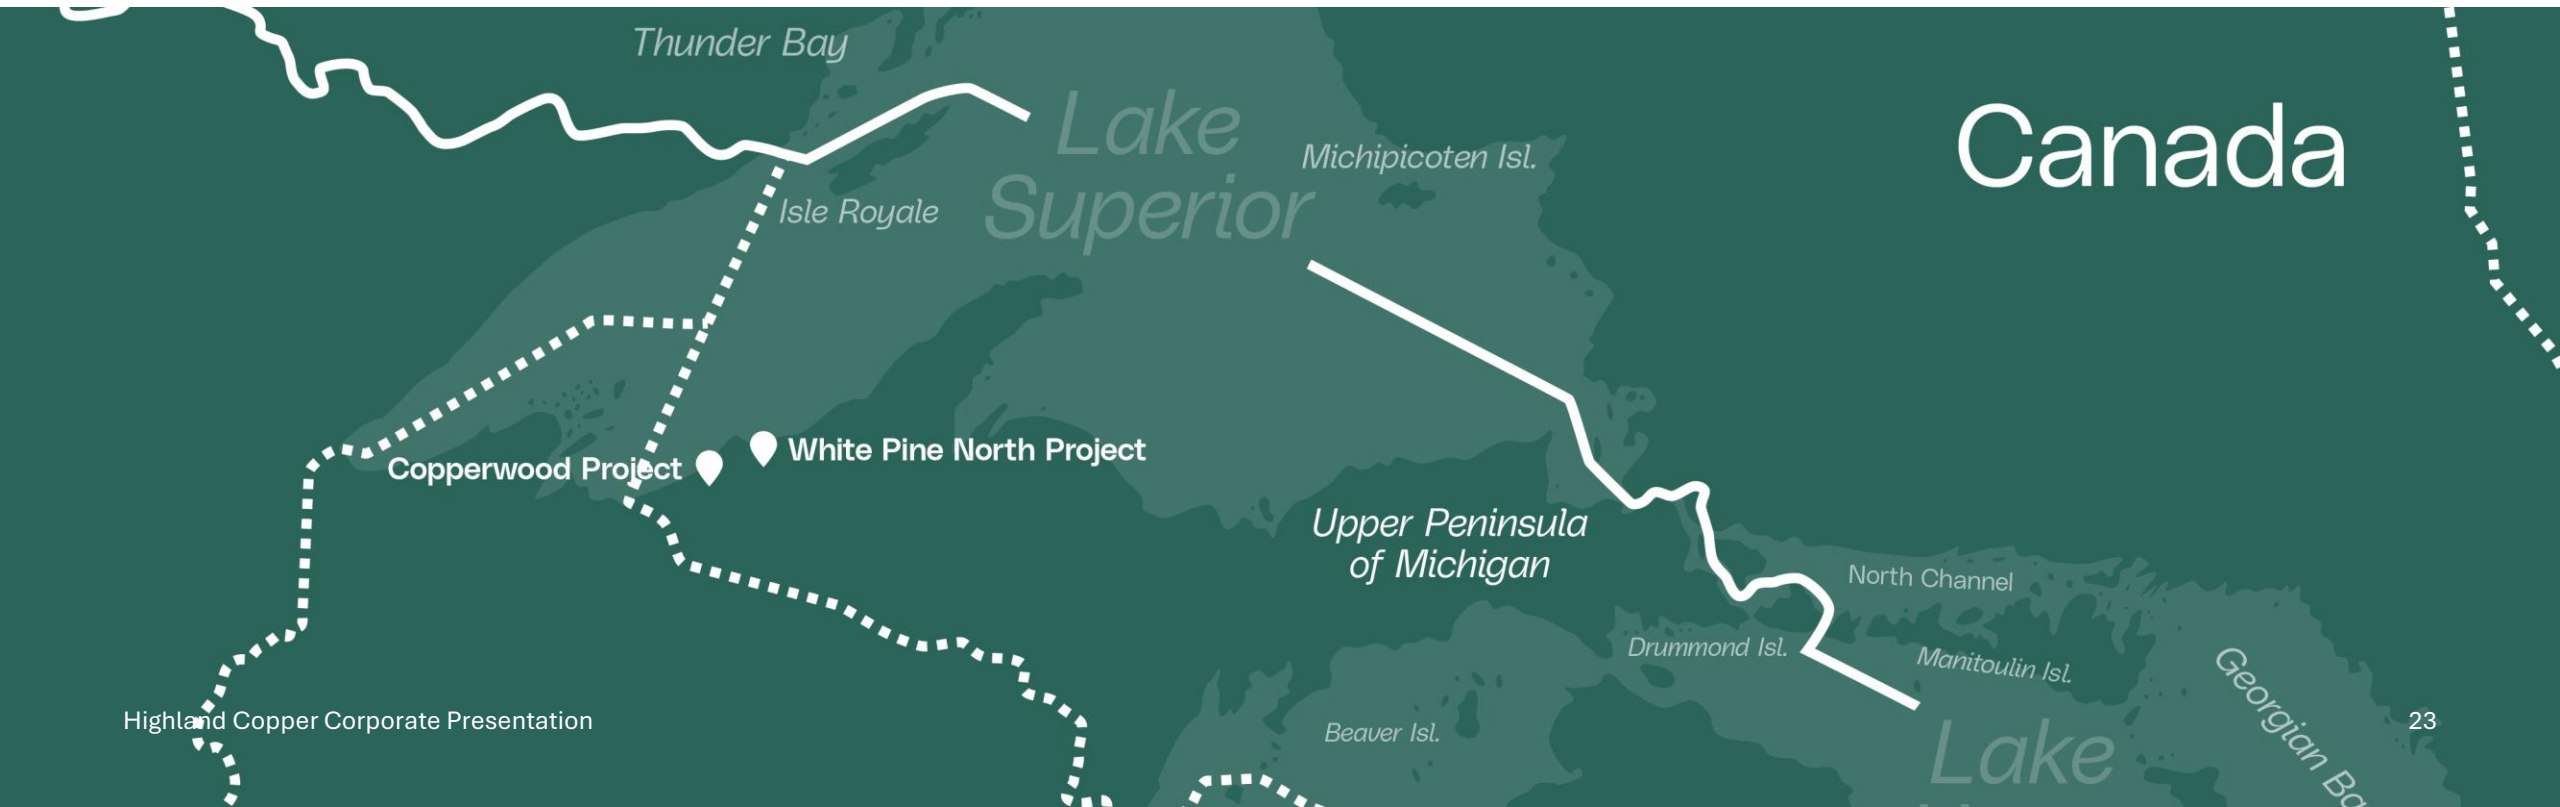 Thunder Bay
Lake
Superior
Michipicoten Isl.
Canada
Isle Royale
White Pine North Project
Copperwood Project
Upper Peninsula
of Michigan
North Channel
Drummond Isl.
Manitoulin Isl.
Georgian
Beaver Isl.
Lake
Highland Copper Corporate Presentation
23